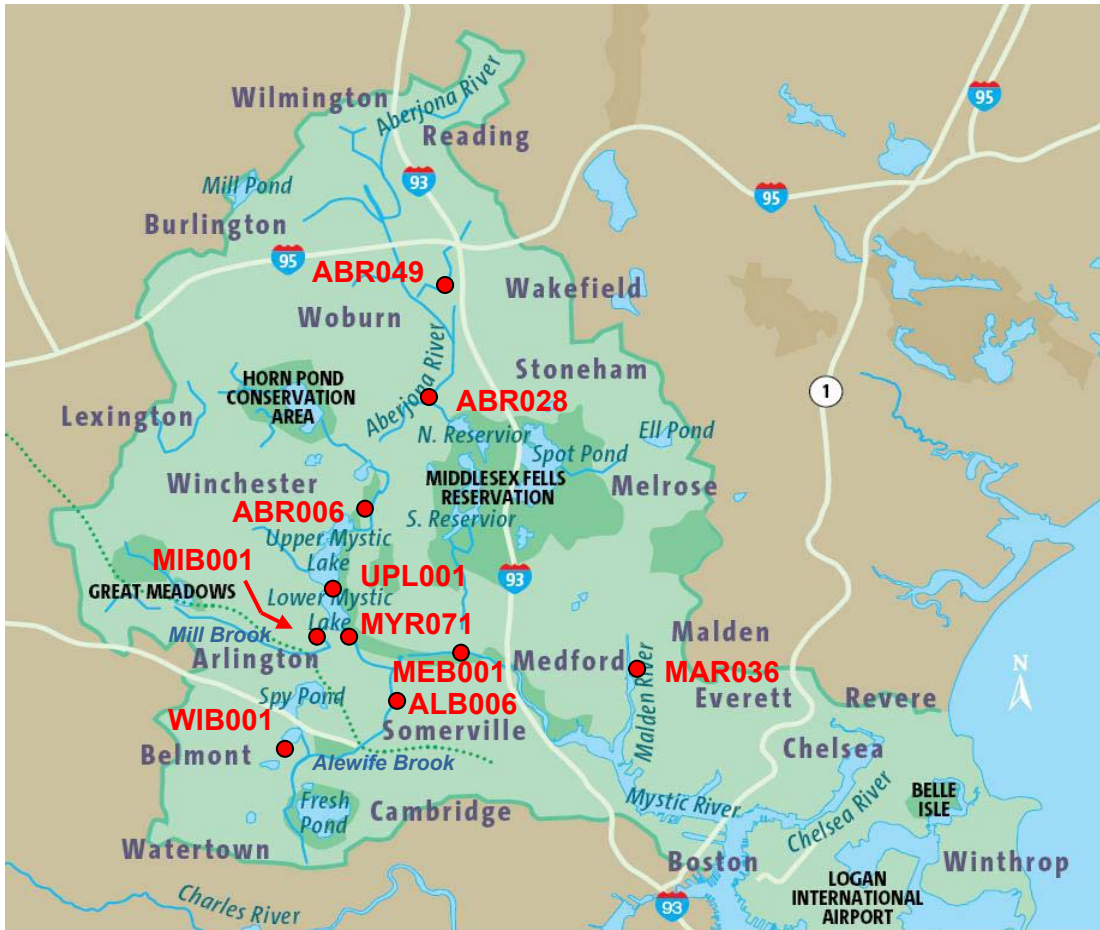 Wilmington
Aberjona River
Reading
95
93
Mill Pond
95
Burlington
95
ABR049
Wakefield
Woburn
Aberjona River
Stoneham
HORN POND
CONSERVATION
AREA
1
ABR028
Lexington
N. Reservior
Ell Pond
Spot Pond
MIDDLESEX FELLS
RESERVATION
Winchester
Melrose
ABR006
S. Reservior
Upper Mystic
Lake
MIB001
UPL001
93
GREAT MEADOWS
Lower Mystic
Lake
MYR071
Mill Brook
Malden
Arlington
MEB001
Medford
MAR036
N
Spy Pond
ALB006
Everett
Revere
WIB001
Somerville
Malden River
Belmont
Alewife Brook
Chelsea
Fresh
Pond
Cambridge
Mystic River
Chelsea River
BELLE
ISLE
Watertown
Boston
Winthrop
LOGAN
INTERNATIONAL
AIRPORT
Charles River
93